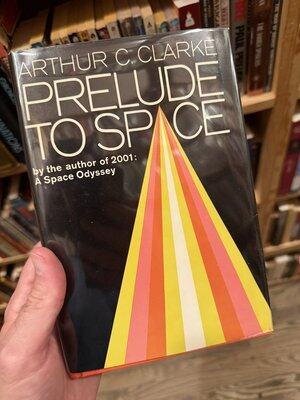 ARTHUR C. CLARKE
PRELUDE
TO SPACE
by the author of 2001:
A Space Odyssey